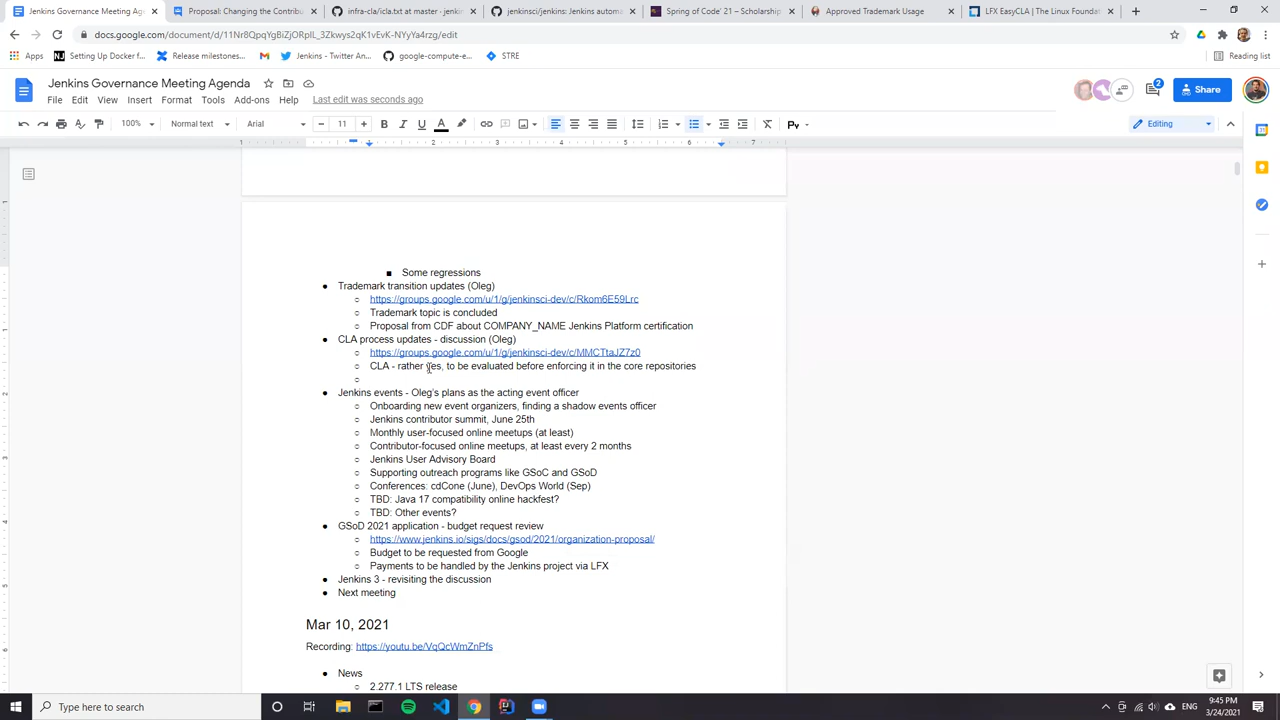 Jenkins Governance Meeting Age
Proposal: Changing the Contribu
infra-cla/icla.txt at master · jenki
jenkinsci/jenkins: Jenkins automa
Spring of Code' 21 – Scholarship
Approved Trademark Usage
LFX EasyCLA | The Linux Founda
docs.google.com/document/d/11Nr8QpqYgBiZjORpIL_3Zkwys2qK1vEvK-NYyYa4rzg/edit
Apps
Setting Up Docker f...
Release milestones...
Jenkins - Twitter An...
google-compute-e...
STRE
Reading list
Jenkins Governance Meeting Agenda
File Edit View Insert Format Tools Add-ons Help Last edit was seconds ago
2
Share
100% Normal text Arial 11 Editing
1 1 2 3 4 5 6 7
Some regressions
Trademark transition updates (Oleg)
https://groups.google.com/u/1/g/jenkinsci-dev/c/Rkom6E59Lrc
Trademark topic is concluded
Proposal from CDF about COMPANY_NAME Jenkins Platform certification
CLA process updates - discussion (Oleg)
https://groups.google.com/u/1/g/jenkinsci-dev/c/MMCTtaJZ7z0
CLA - rather yes, to be evaluated before enforcing it in the core repositories
Jenkins events - Oleg's plans as the acting event officer
Onboarding new event organizers, finding a shadow events officer
Jenkins contributor summit, June 25th
Monthly user-focused online meetups (at least)
Contributor-focused online meetups, at least every 2 months
Jenkins User Advisory Board
Supporting outreach programs like GSoC and GSoD
Conferences: cdCone (June), DevOps World (Sep)
TBD: Java 17 compatibility online hackfest?
TBD: Other events?
GSoD 2021 application - budget request review
https://www.jenkins.io/sigs/docs/gsod/2021/organization-proposal/
Budget to be requested from Google
Payments to be handled by the Jenkins project via LFX
Jenkins 3 - revisiting the discussion
Next meeting
Mar 10, 2021
Recording: https://youtu.be/VqQcWmZnPfs
News
2.277.1 LTS release
Type here to search
ENG
9:45 PM
3/24/2021